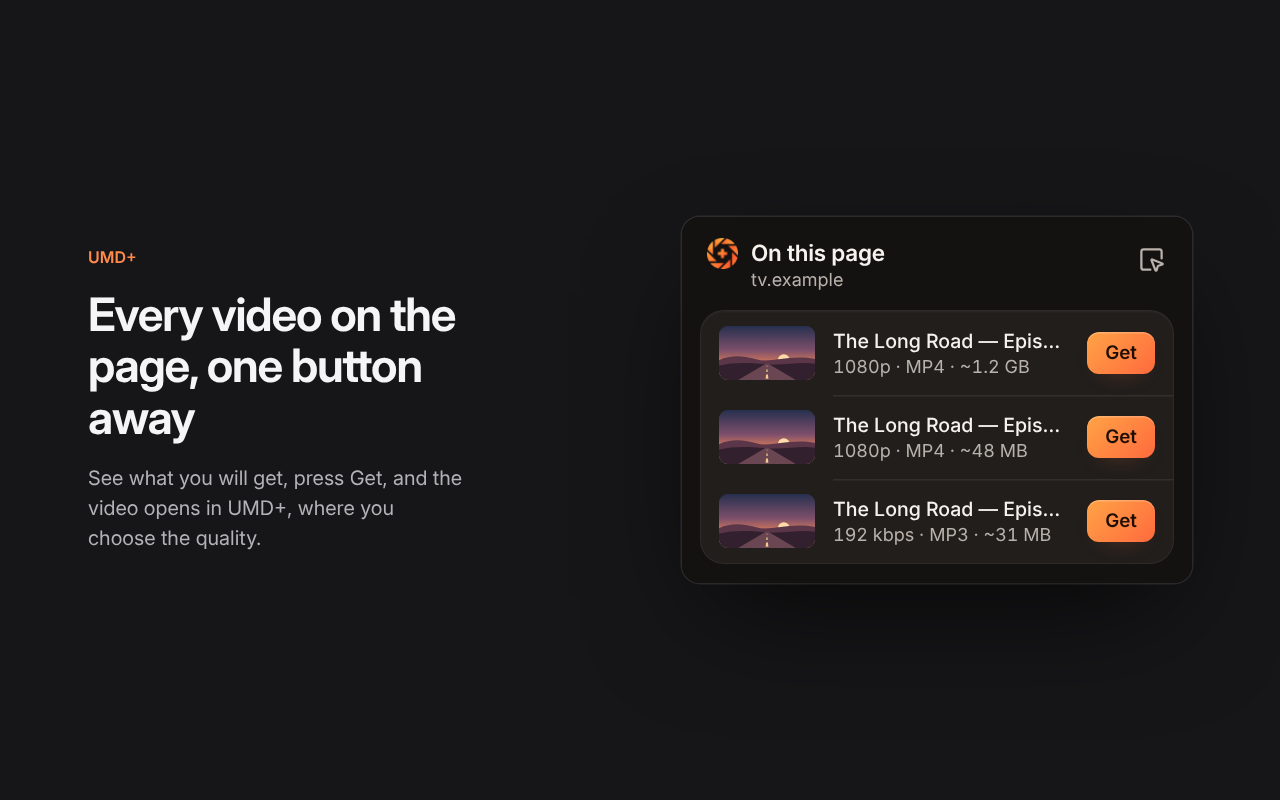 UMD+
Every video on the
page, one button
away
See what you will get, press Get, and the
video opens in UMD+, where you
choose the quality.
On this page
tv.example
The Long Road — Epis...
1080p · MP4 · ~1.2 GB
Get
The Long Road — Epis...
1080p · MP4 · ~48 MB
Get
The Long Road — Epis...
192 kbps · MP3 · ~31 MB
Get